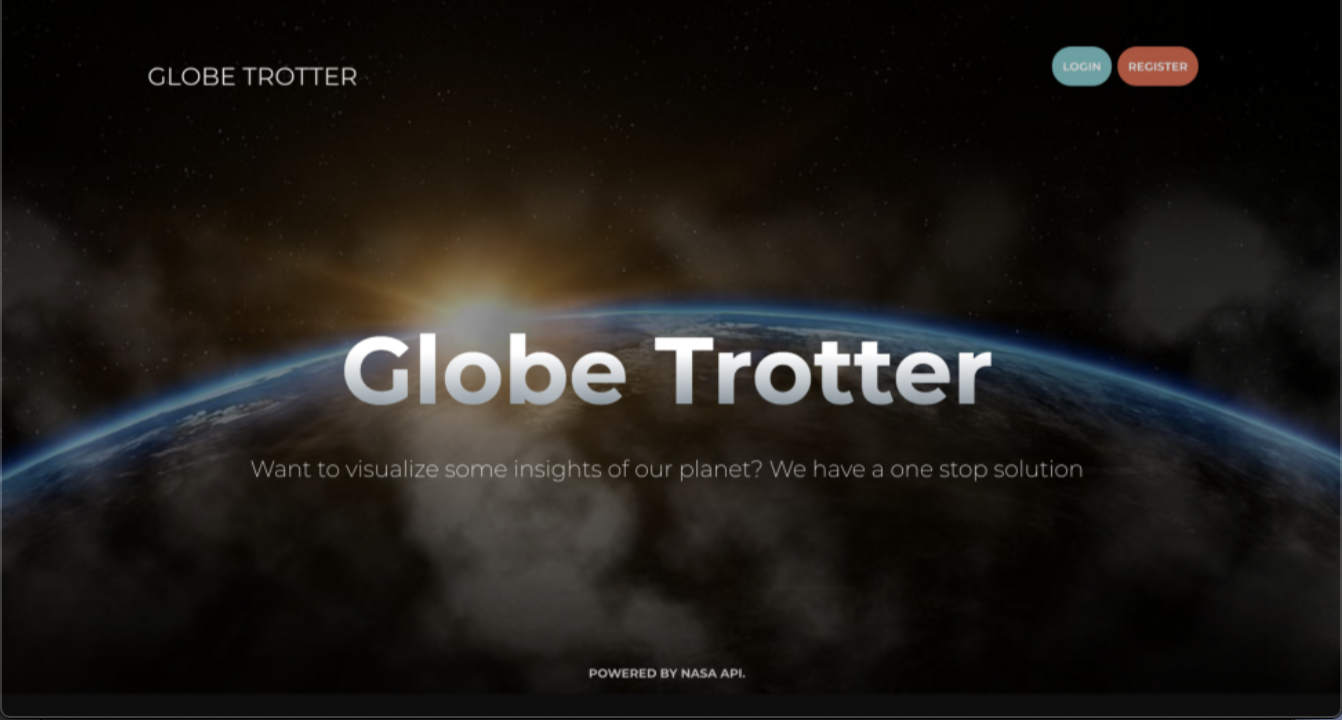 GLOBE TROTTER
LOGIN REGISTER
Globe Trotter
Want to visualize some insights of our planet? We have a one stop solution
POWERED BY NASA API.